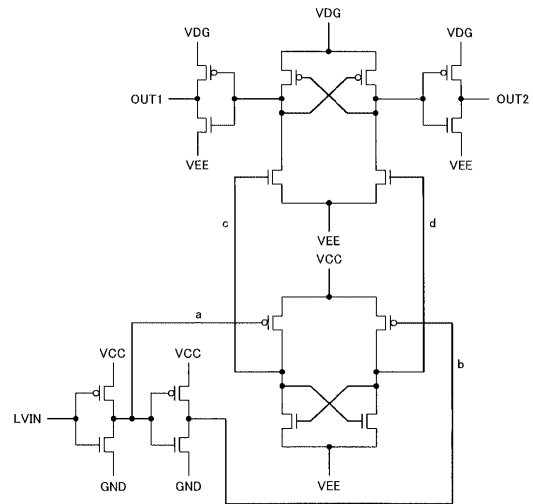 VDG
VDG
VDG
OUT1
OUT2
VEE
VEE
c
d
VEE
VCC
a
VCC
VCC
b
LVIN
GND
GND
VEE